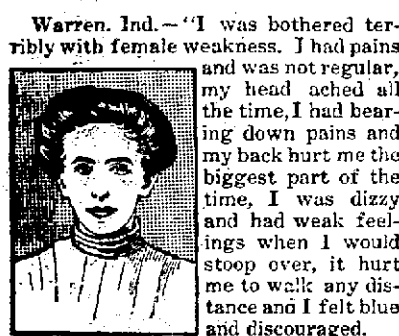 Warren, Ind.—"I was bothered ter-
ribly with female weakness. I had pains
and was not regular,
my head ached all
the time, I had bear-
ing down pains and
my back hurt me the
biggest part of the
time, I was dizzy
and had weak feel-
ings when I would
stoop over, it hurt
me to walk any dis-
tance and I felt blue
and discouraged.